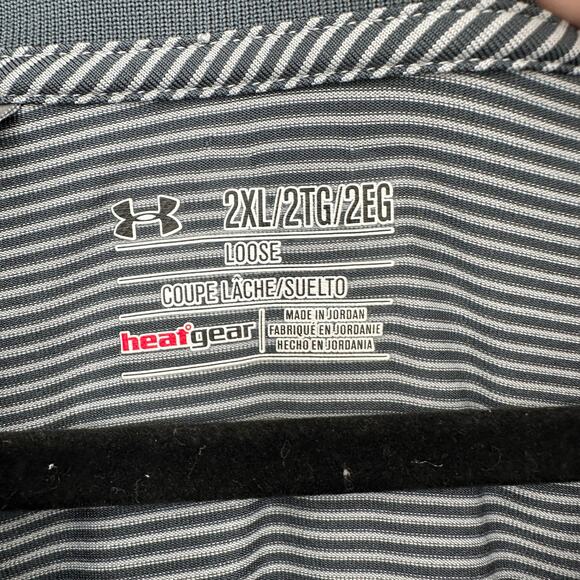 2XL/2TG/2EG
LOOSE
COUPE LÂCHE/SUELTO
heatgear
MADE IN JORDAN
FABRIQUÉ EN JORDANIE
HECHO EN JORDANIA